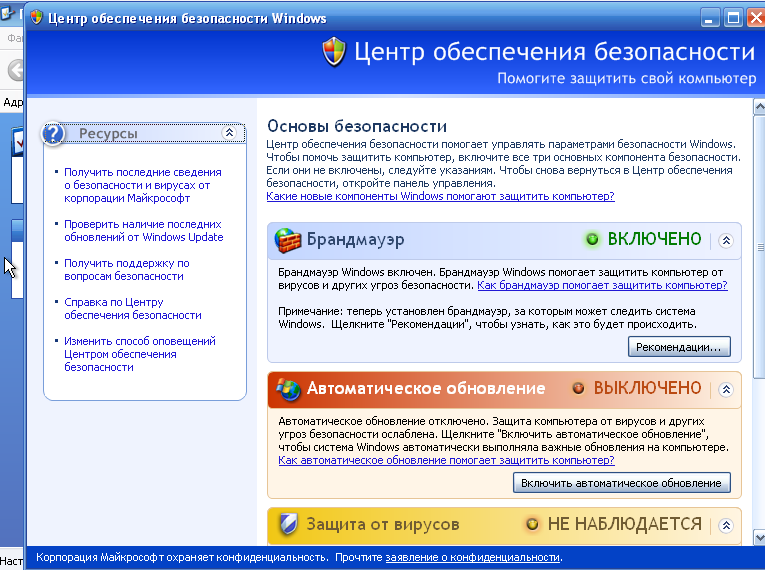 Центр обеспечения безопасности Windows
Центр обеспечения безопасности
Помогите защитить свой компьютер
Адр
Ресурсы
Получить последние сведения
о безопасности и вирусах от
корпорации Майкрософт
Проверить наличие последних
обновлений от Windows Update
Получить поддержку по
вопросам безопасности
Справка по Центру
обеспечения безопасности
Изменить способ оповещений
Центром обеспечения
безопасности
Основы безопасности
Центр обеспечения безопасности помогает управлять параметрами безопасности Windows.
Чтобы помочь защитить компьютер, включите все три основных компонента безопасности.
Если они не включены, следуйте указаниям. Чтобы снова вернуться в Центр обеспечения
безопасности, откройте панель управления.
Какие новые компоненты Windows помогают защитить компьютер?
Брандмауэр ВКЛЮЧЕНО
Брандмауэр Windows включен. Брандмауэр Windows помогает защитить компьютер от
вирусов и других угроз безопасности. Как брандмауэр помогает защитить компьютер?
Примечание: теперь установлен брандмауэр, за которым может следить система
Windows. Щелкните "Рекомендации", чтобы узнать, как это будет происходить.
Рекомендации...
Автоматическое обновление ВЫКЛЮЧЕНО
Автоматическое обновление отключено. Защита компьютера от вирусов и других
угроз безопасности ослаблена. Щелкните "Включить автоматическое обновление",
чтобы система Windows автоматически выполняла важные обновления на компьютере.
Как автоматическое обновление помогает защитить компьютер?
Включить автоматическое обновление
Защита от вирусов НЕ НАБЛЮДАЕТСЯ
Наст
Корпорация Майкрософт охраняет конфиденциальность. Прочтите заявление о конфиденциальности.